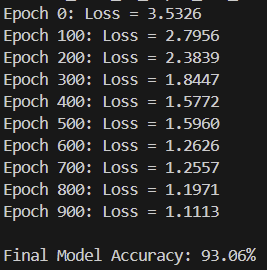 Epoch 0: Loss = 3.5326
Epoch 100: Loss = 2.7956
Epoch 200: Loss = 2.3839
Epoch 300: Loss = 1.8447
Epoch 400: Loss = 1.5772
Epoch 500: Loss = 1.5960
Epoch 600: Loss = 1.2626
Epoch 700: Loss = 1.2557
Epoch 800: Loss = 1.1971
Epoch 900: Loss = 1.1113
Final Model Accuracy: 93.06%